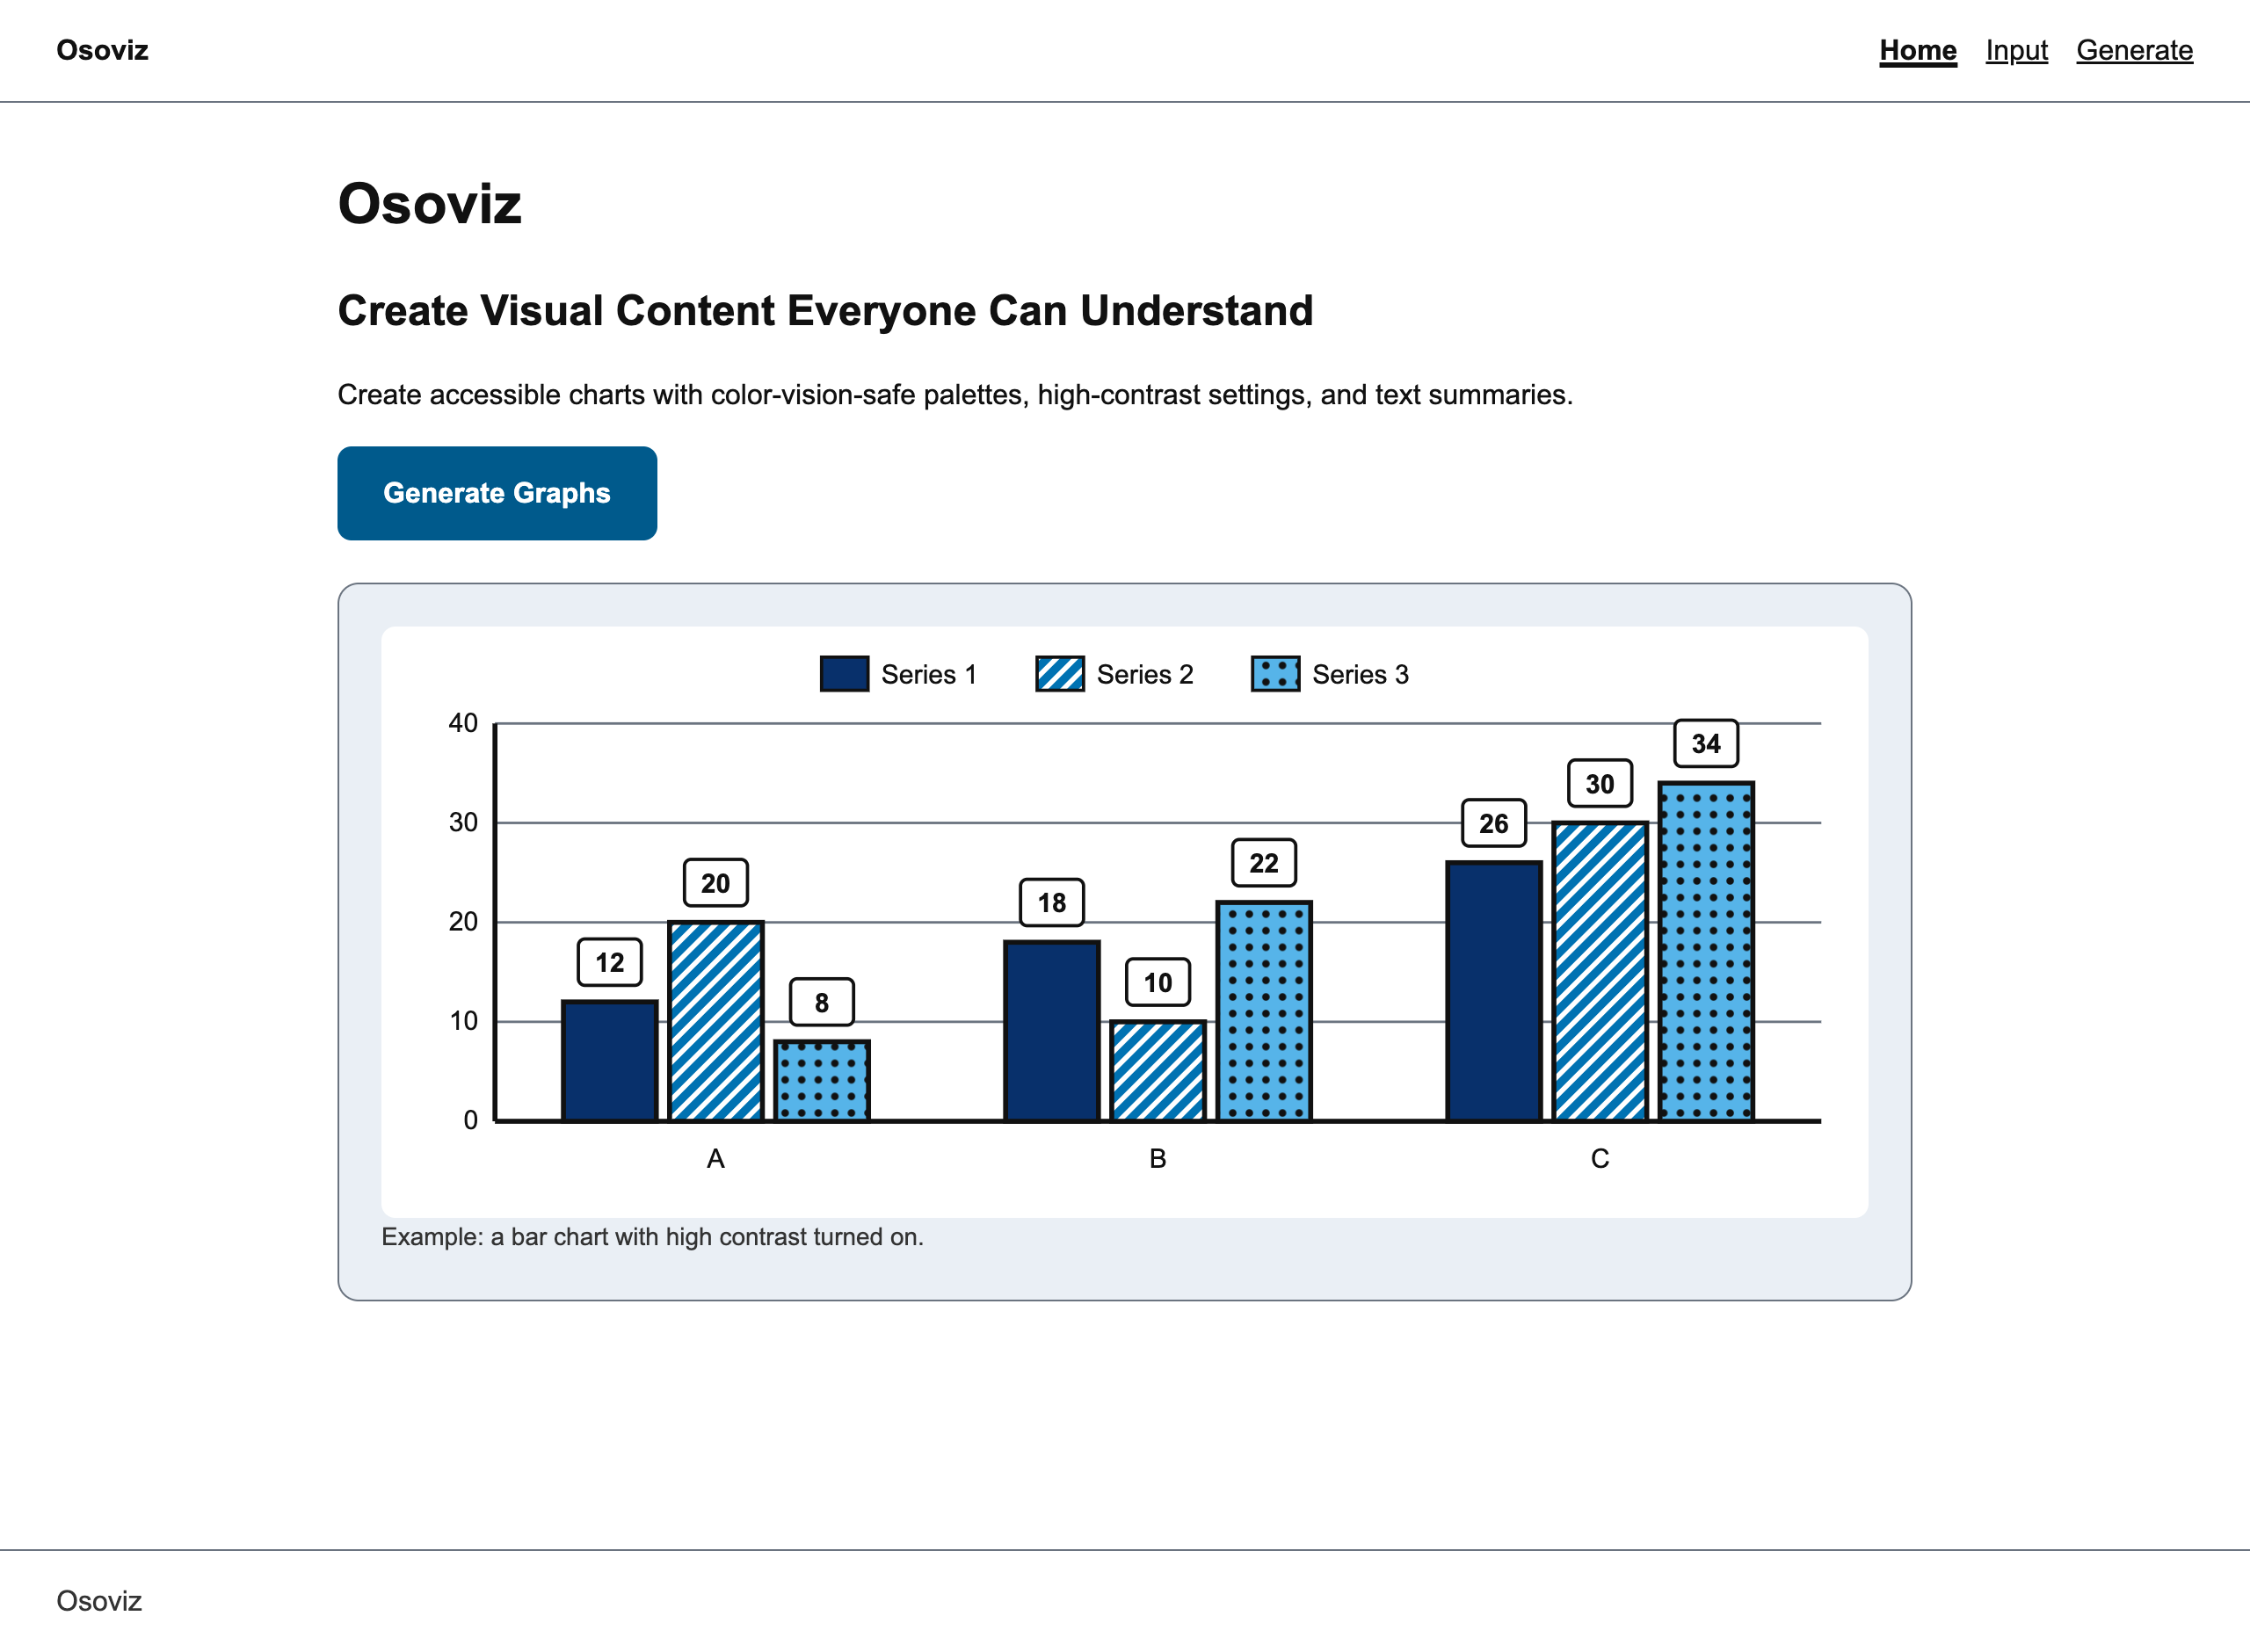 Osoviz
Home Input Generate
Osoviz
Create Visual Content Everyone Can Understand
Create accessible charts with color-vision-safe palettes, high-contrast settings, and text summaries.
Generate Graphs
Series 1 Series 2 Series 3
40
30
20
10
0
12
20
8
18
10
22
26
30
34
A B C
Example: a bar chart with high contrast turned on.
Osoviz